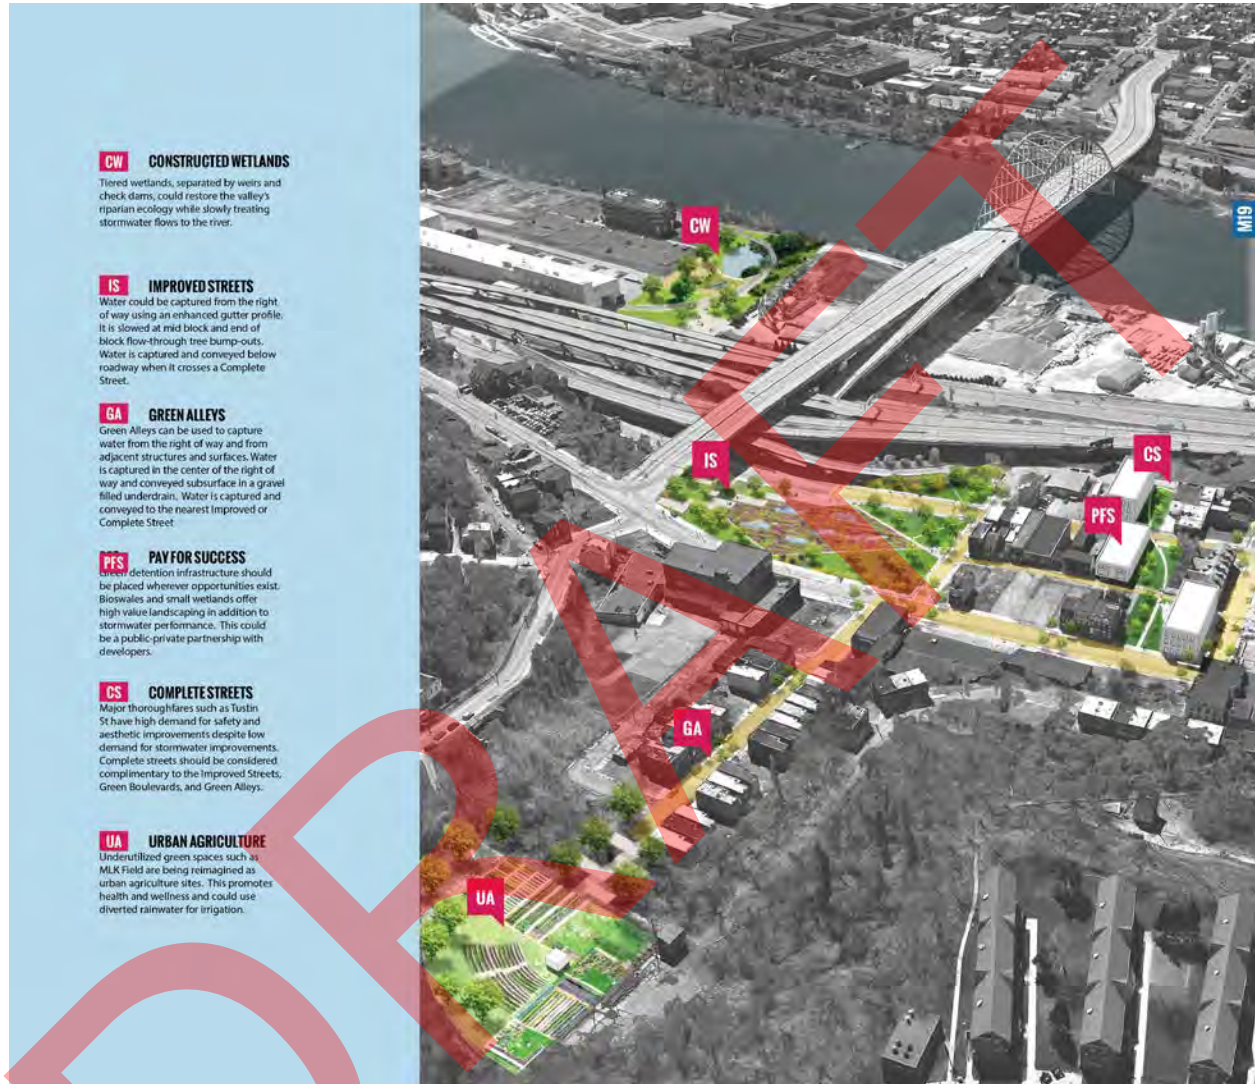 CW CONSTRUCTED WETLANDS
Tiered wetlands, separated by weirs and
check dams, could restore the valley's
riparian ecology while slowly treating
stormwater flows to the river.
IS IMPROVED STREETS
Water could be captured from the right
of way using an enhanced gutter profile.
It is slowed at mid block and end of
block flow-through tree bump-outs.
Water is captured and conveyed below
roadway when it crosses a Complete
Street.
GA GREEN ALLEYS
Green Alleys can be used to capture
water from the right of way and from
adjacent structures and surfaces. Water
is captured in the center of the right of
way and conveyed subsurface in a gravel
filled underdrain. Water is captured and
conveyed to the nearest Improved or
Complete Street
PFS PAY FOR SUCCESS
Green detention infrastructure should
be placed wherever opportunities exist.
Bioswales and small wetlands offer
high value landscaping in addition to
stormwater performance. This could
be a public-private partnership with
developers.
CS COMPLETE STREETS
Major thoroughfares such as Tustin
St have high demand for safety and
aesthetic improvements despite low
demand for stormwater improvements.
Complete streets should be considered
complimentary to the Improved Streets,
Green Boulevards, and Green Alleys.
UA URBAN AGRICULTURE
Underutilized green spaces such as
MLK Field are being reimagined as
urban agriculture sites. This promotes
health and wellness and could use
diverted rainwater for irrigation.
CW
M19
IS
CS
PFS
GA
UA
DRAFT